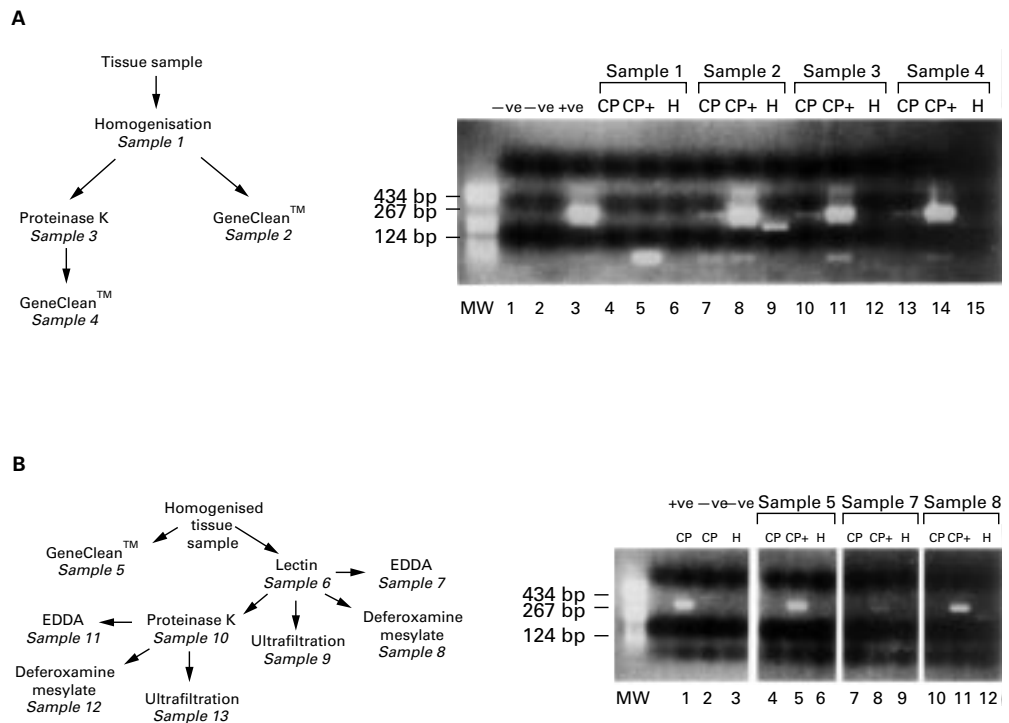 A
Tissue sample
Homogenisation
Sample 1
Proteinase K
Sample 3
GeneClean™
Sample 2
GeneClean™
Sample 4
Sample 1 Sample 2 Sample 3 Sample 4
—ve —ve +ve CP CP+ H CP CP+ H CP CP+ H CP CP+ H
434 bp
267 bp
124 bp
MW 1 2 3 4 5 6 7 8 9 10 11 12 13 14 15
B
Homogenised
tissue
sample
GeneClean™
Sample 5
Lectin
Sample 6
EDDA
Sample 7
EDDA
Sample 11
Proteinase K
Sample 10
Ultrafiltration
Sample 9
Deferoxamine
mesylate
Sample 8
Deferoxamine
mesylate
Sample 12
Ultrafiltration
Sample 13
+ve —ve —ve Sample 5 Sample 7 Sample 8
CP CP H CP CP+ H CP CP+ H CP CP+ H
434 bp
267 bp
124 bp
MW 1 2 3 4 5 6 7 8 9 10 11 12